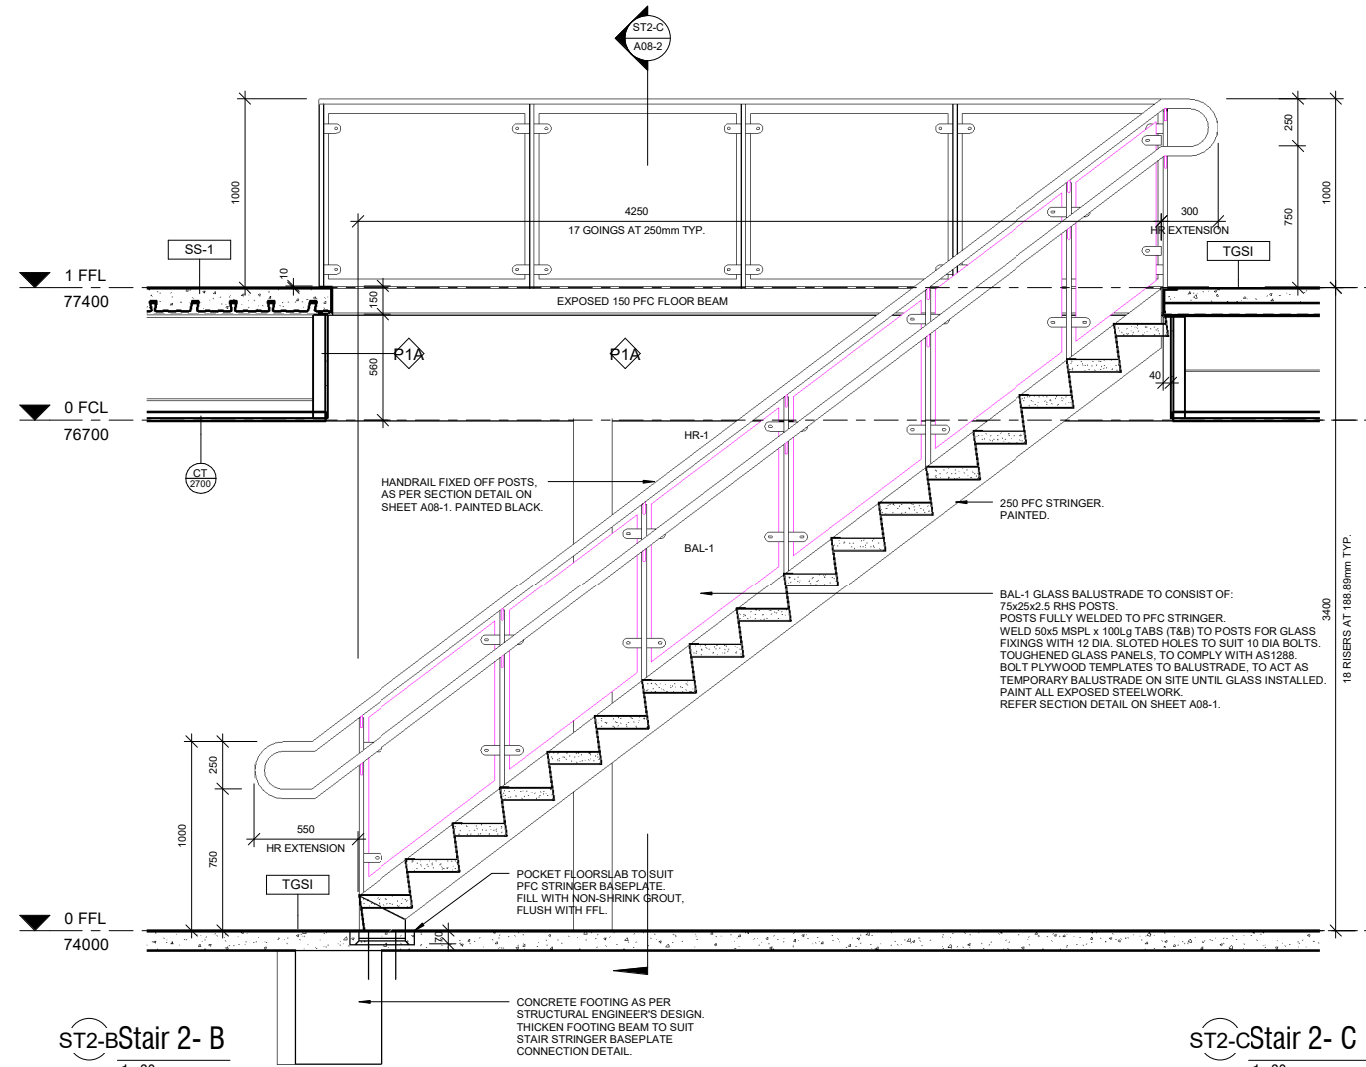 ST2-C
A08-2
1000
250
1000
750
4250
17 GOINGS AT 250mm TYP.
300
HR EXTENSION
SS-1
TGSI
10
1 FFL
77400
150
EXPOSED 150 PFC FLOOR BEAM
P1A
P1A
560
40
0 FCL
76700
CT
2700
HR-1
HANDRAIL FIXED OFF POSTS,
AS PER SECTION DETAIL ON
SHEET A08-1. PAINTED BLACK.
250 PFC STRINGER.
PAINTED.
BAL-1
BAL-1 GLASS BALUSTRADE TO CONSIST OF:
75x25x2.5 RHS POSTS.
POSTS FULLY WELDED TO PFC STRINGER.
WELD 50x5 MSPL x 100Lg TABS (T&B) TO POSTS FOR GLASS
FIXINGS WITH 12 DIA. SLOTED HOLES TO SUIT 10 DIA BOLTS.
TOUGHENED GLASS PANELS, TO COMPLY WITH AS1288.
BOLT PLYWOOD TEMPLATES TO BALUSTRADE, TO ACT AS
TEMPORARY BALUSTRADE ON SITE UNTIL GLASS INSTALLED.
PAINT ALL EXPOSED STEELWORK.
REFER SECTION DETAIL ON SHEET A08-1.
3400
18 RISERS AT 188.89mm TYP.
250
1000
750
550
HR EXTENSION
TGSI
POCKET FLOORSLAB TO SUIT
PFC STRINGER BASEPLATE.
FILL WITH NON-SHRINK GROUT,
FLUSH WITH FFL.
0 FFL
74000
70
CONCRETE FOOTING AS PER
STRUCTURAL ENGINEER'S DESIGN.
THICKEN FOOTING BEAM TO SUIT
STAIR STRINGER BASEPLATE
CONNECTION DETAIL.
ST2-B Stair 2- B
ST2-C Stair 2- C